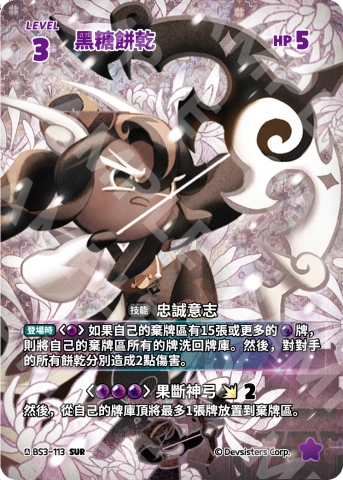 LEVEL 3 黑糖餅乾 HP 5
SAMPLE
技能 忠誠意志
登場時 〈●〉如果自己的棄牌區有15張或更多的●牌,
則將自己的棄牌區所有的牌洗回牌庫。然後，對對手
的所有餅乾分別造成2點傷害。
〈●●●〉果斷神弓 2
然後，從自己的牌庫頂將最多1張牌放置到棄牌區。
A BS3-113 SUR © Devsisters Corp.